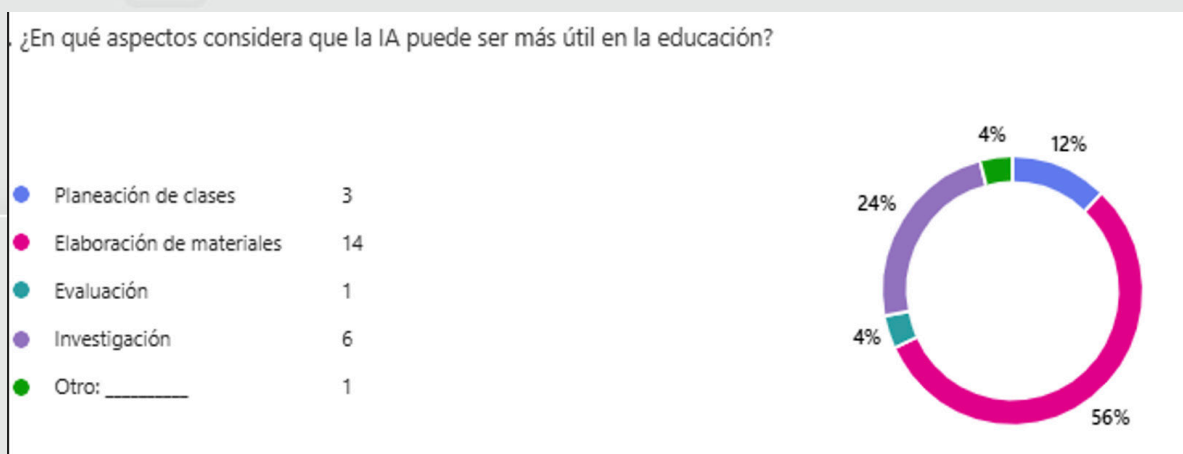 . ¿En qué aspectos considera que la IA puede ser más útil en la educación?
Planeación de clases 3
Elaboración de materiales 14
Evaluación 1
Investigación 6
Otro: __________ 1
4%
12%
24%
4%
56%